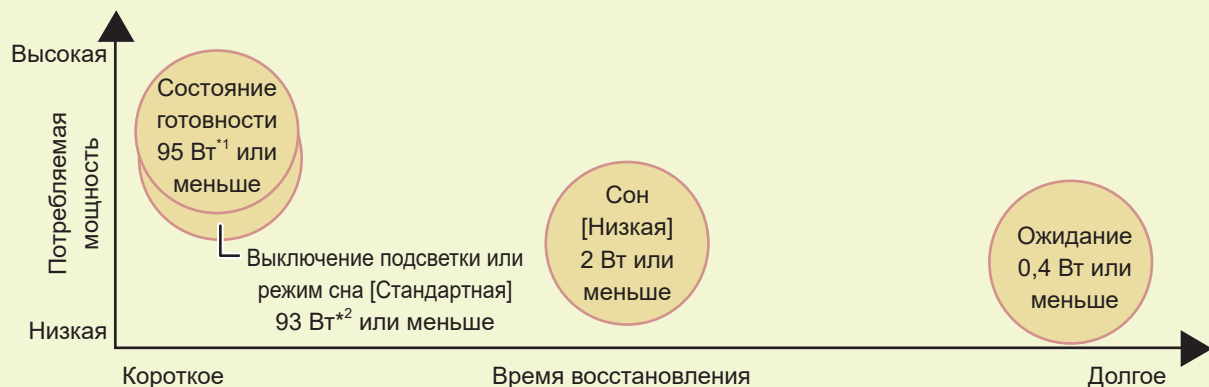 Высокая
Потребляемая
мощность
Низкая
Состояние
готовности
95 Вт*1 или
меньше
Выключение подсветки или
режим сна [Стандартная]
93 Вт*2 или меньше
Сон
[Низкая]
2 Вт или
меньше
Ожидание
0,4 Вт или
меньше
Короткое
Время восстановления
Долгое